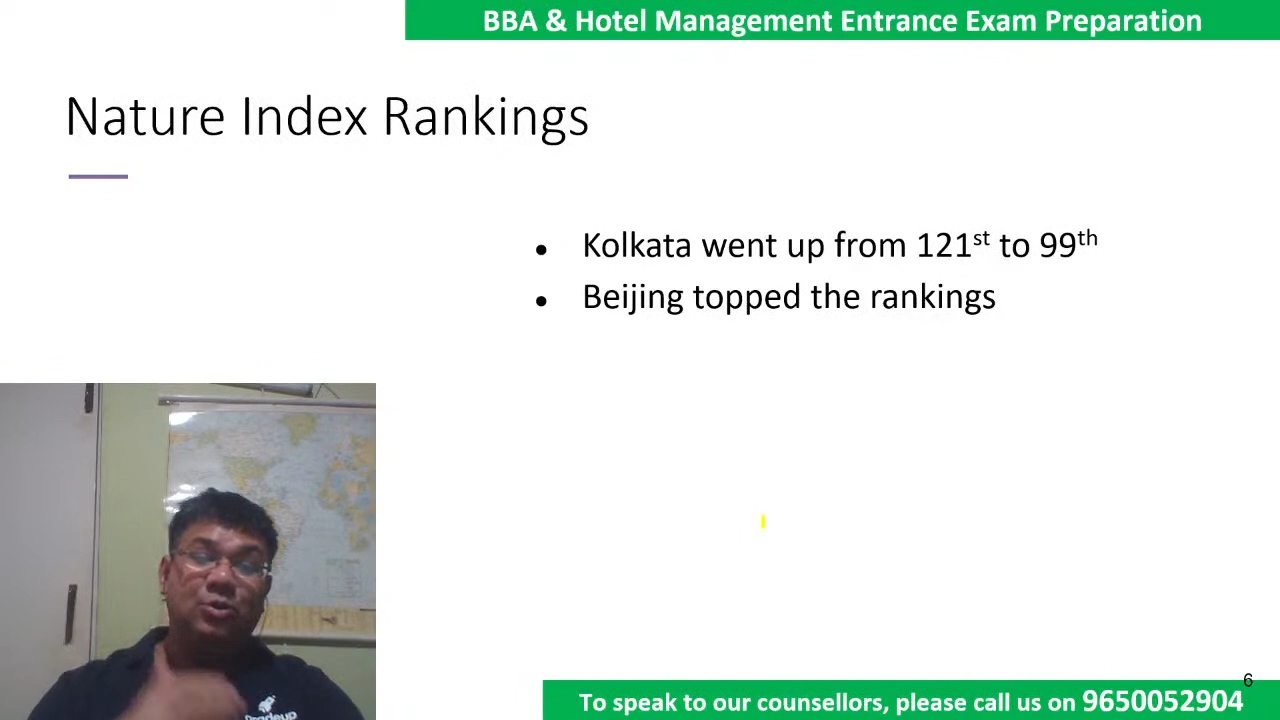 BBA & Hotel Management Entrance Exam Preparation
Nature Index Rankings
● Kolkata went up from 121st to 99th
● Beijing topped the rankings
6
To speak to our counsellors, please call us on 9650052904